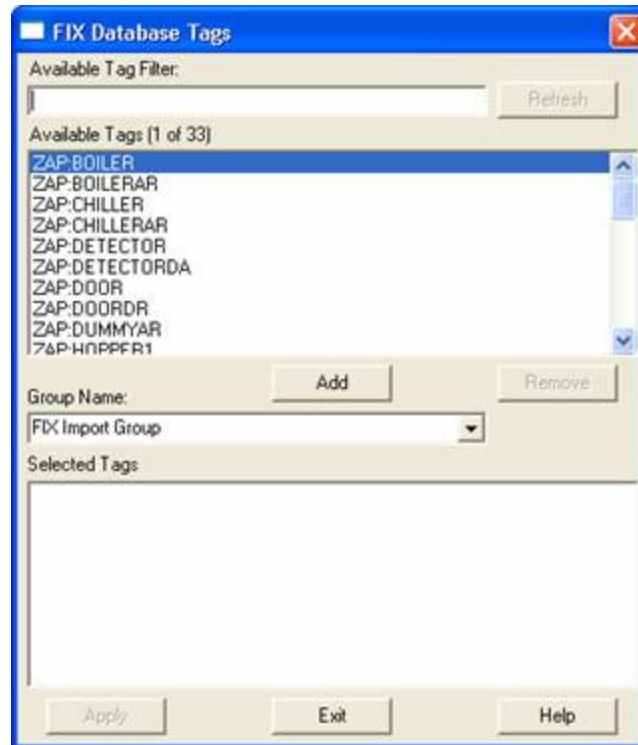 FIX Database Tags
Available Tag Filter:
Refresh
Available Tags (1 of 33)
ZAP:BOILER
ZAP:BOILERAR
ZAP:CHILLER
ZAP:CHILLERAR
ZAP:DETECTOR
ZAP:DETECTORDA
ZAP:DOOR
ZAP:DOORDR
ZAP:DUMMYAR
ZAP:HOPPER1
Add
Remove
Group Name:
FIX Import Group
Selected Tags
Apply
Exit
Help